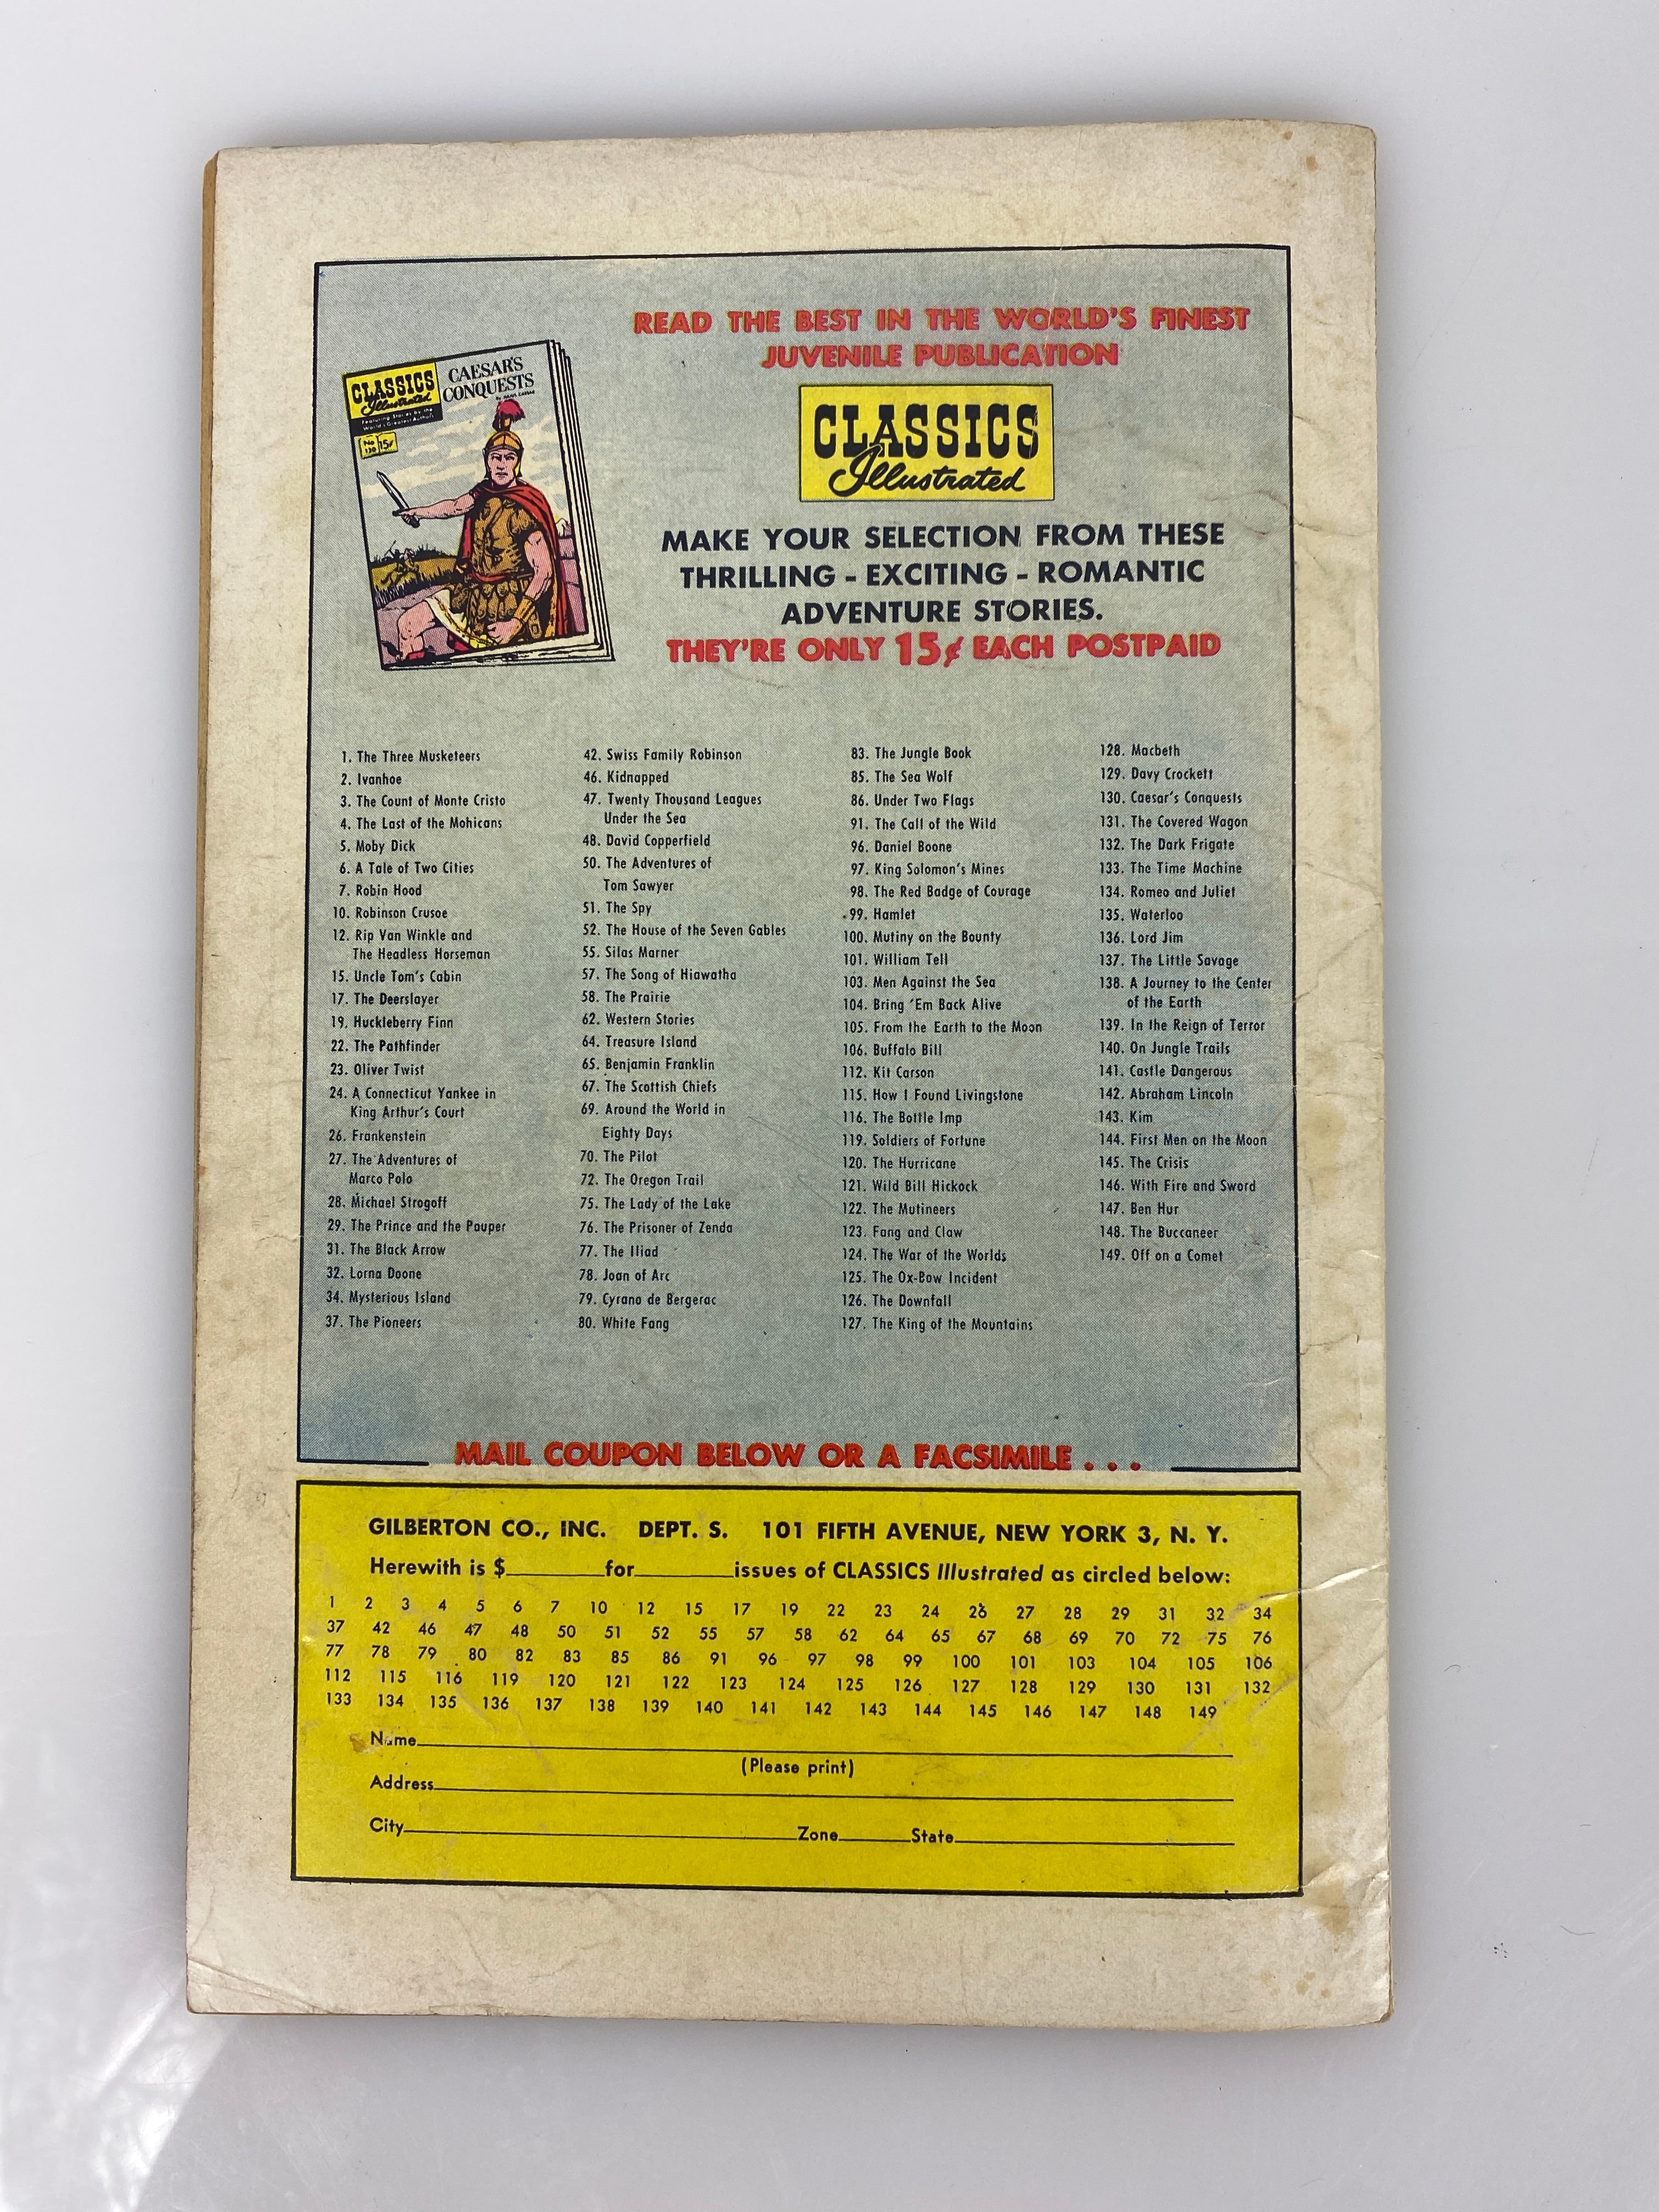 READ THE BEST IN THE WORLD'S FINEST
JUVENILE PUBLICATION
CLASSICS
Illustrated
Featuring Stories by the
World's Greatest Authors
CAESAR'S
CONQUESTS
No
130
15¢
CLASSICS
Illustrated
MAKE YOUR SELECTION FROM THESE
THRILLING - EXCITING - ROMANTIC
ADVENTURE STORIES.
THEY'RE ONLY 15¢ EACH POSTPAID
1. The Three Musketeers
2. Ivanhoe
3. The Count of Monte Cristo
4. The Last of the Mohicans
5. Moby Dick
6. A Tale of Two Cities
7. Robin Hood
10. Robinson Crusoe
12. Rip Van Winkle and
The Headless Horseman
15. Uncle Tom's Cabin
17. The Deerslayer
19. Huckleberry Finn
22. The Pathfinder
23. Oliver Twist
24. A Connecticut Yankee in
King Arthur's Court
26. Frankenstein
27. The Adventures of
Marco Polo
28. Michael Strogoff
29. The Prince and the Pauper
31. The Black Arrow
32. Lorna Doone
34. Mysterious Island
37. The Pioneers
42. Swiss Family Robinson
46. Kidnapped
47. Twenty Thousand Leagues
Under the Sea
48. David Copperfield
50. The Adventures of
Tom Sawyer
51. The Spy
52. The House of the Seven Gables
55. Silas Marner
57. The Song of Hiawatha
58. The Prairie
62. Western Stories
64. Treasure Island
65. Benjamin Franklin
67. The Scottish Chiefs
69. Around the World in
Eighty Days
70. The Pilot
72. The Oregon Trail
75. The Lady of the Lake
76. The Prisoner of Zenda
77. The Iliad
78. Joan of Arc
79. Cyrano de Bergerac
80. White Fang
83. The Jungle Book
85. The Sea Wolf
86. Under Two Flags
91. The Call of the Wild
96. Daniel Boone
97. King Solomon's Mines
98. The Red Badge of Courage
99. Hamlet
100. Mutiny on the Bounty
101. William Tell
103. Men Against the Sea
104. Bring 'Em Back Alive
105. From the Earth to the Moon
106. Buffalo Bill
112. Kit Carson
115. How I Found Livingstone
116. The Bottle Imp
119. Soldiers of Fortune
120. The Hurricane
121. Wild Bill Hickock
122. The Mutineers
123. Fang and Claw
124. The War of the Worlds
125. The Ox-Bow Incident
126. The Downfall
127. The King of the Mountains
128. Macbeth
129. Davy Crockett
130. Caesar's Conquests
131. The Covered Wagon
132. The Dark Frigate
133. The Time Machine
134. Romeo and Juliet
135. Waterloo
136. Lord Jim
137. The Little Savage
138. A Journey to the Center
of the Earth
139. In the Reign of Terror
140. On Jungle Trails
141. Castle Dangerous
142. Abraham Lincoln
143. Kim
144. First Men on the Moon
145. The Crisis
146. With Fire and Sword
147. Ben Hur
148. The Buccaneer
149. Off on a Comet
MAIL COUPON BELOW OR A FACSIMILE . . .
GILBERTON CO., INC. DEPT. S. 101 FIFTH AVENUE, NEW YORK 3, N. Y.
Herewith is $ for issues of CLASSICS Illustrated as circled below:
1 2 3 4 5 6 7 10 12 15 17 19 22 23 24 26 27 28 29 31 32 34
37 42 46 47 48 50 51 52 55 57 58 62 64 65 67 68 69 70 72 75 76
77 78 79 80 82 83 85 86 91 96 97 98 99 100 101 103 104 105 106
112 115 116 119 120 121 122 123 124 125 126 127 128 129 130 131 132
133 134 135 136 137 138 139 140 141 142 143 144 145 146 147 148 149
Name
(Please print)
Address
City Zone State